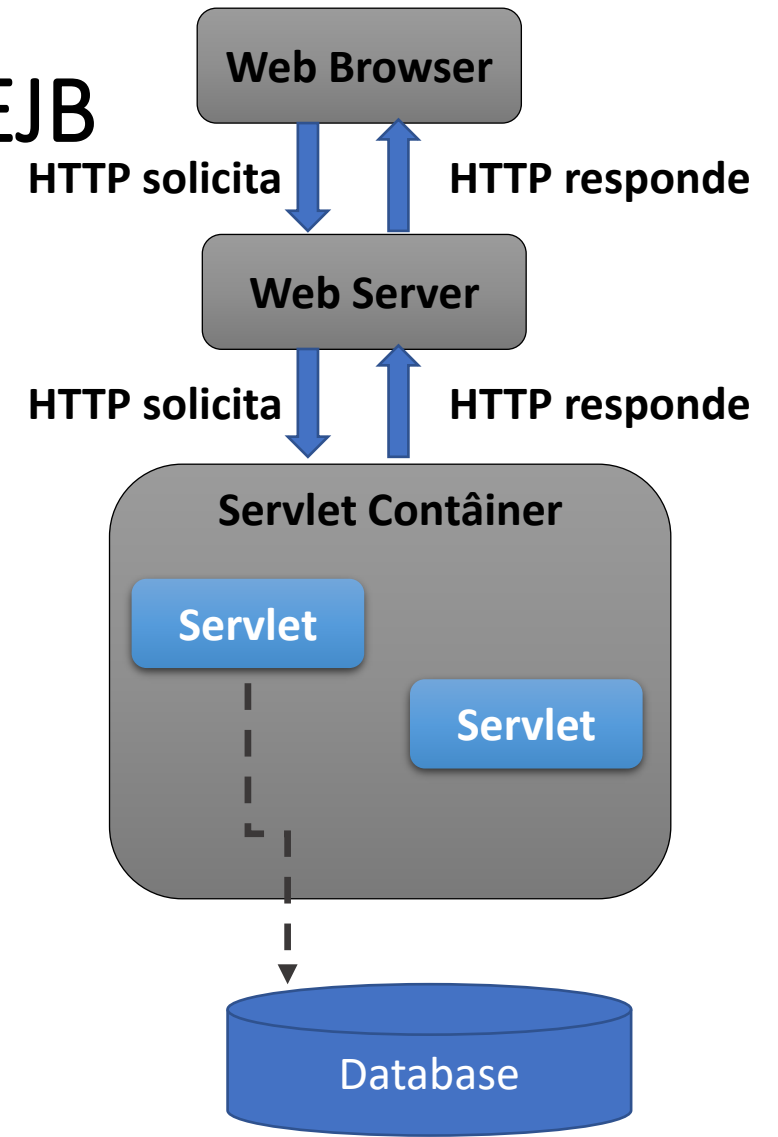 Web Browser
EJB
HTTP solicita
HTTP responde
Web Server
HTTP solicita
HTTP responde
Servlet Contâiner
Servlet
Servlet
Database